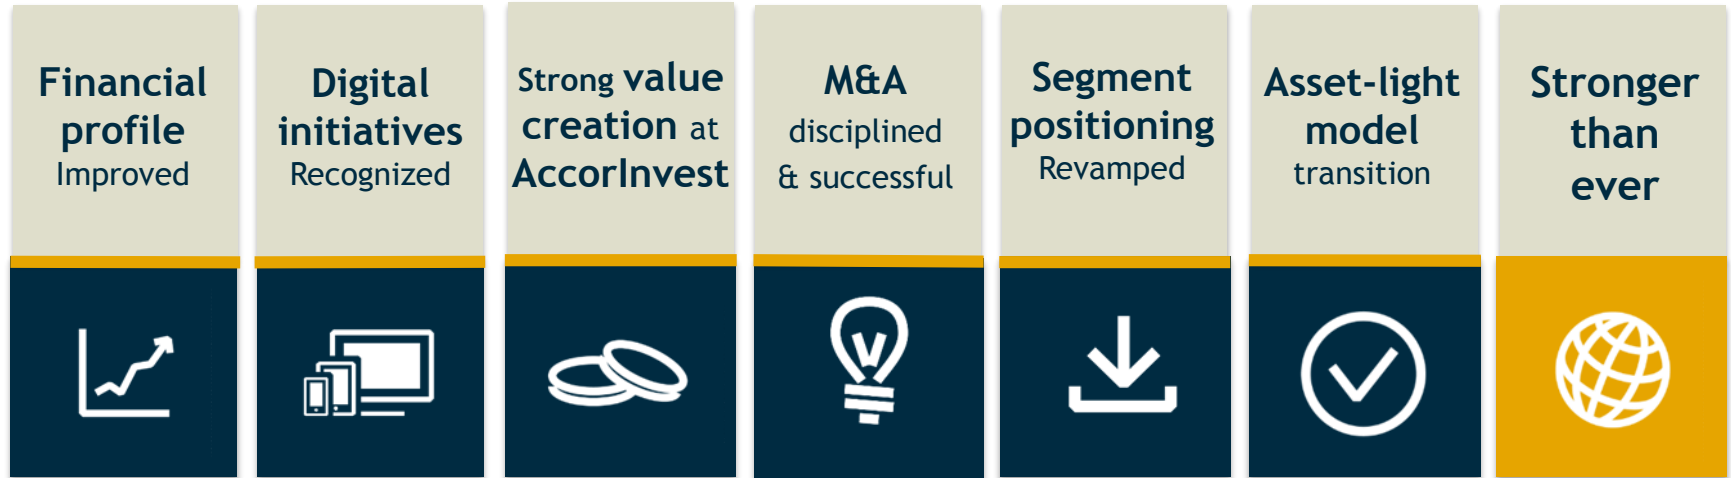 Financial
profile
Improved
Digital
initiatives
Recognized
Strong value
creation at
AccorInvest
M&A
disciplined
& successful
Segment
positioning
Revamped
Asset-light
model
transition
Stronger
than
ever